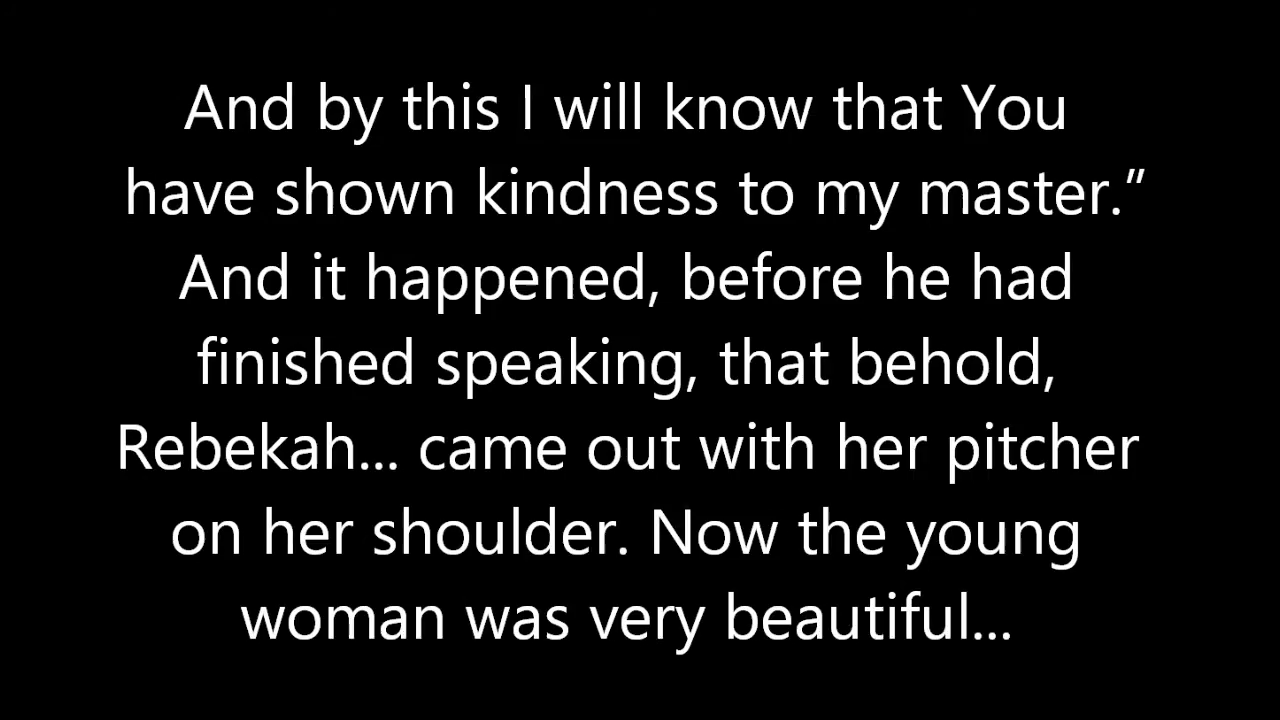 And by this I will know that You
have shown kindness to my master.”
And it happened, before he had
finished speaking, that behold,
Rebekah... came out with her pitcher
on her shoulder. Now the young
woman was very beautiful...